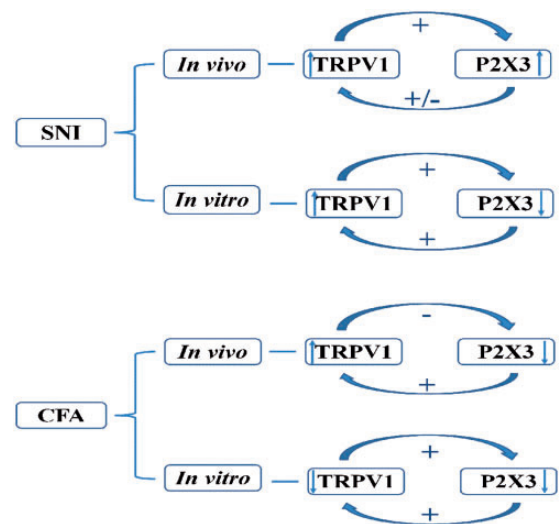 +
In vivo ↑TRPV1 P2X3↑
+/-
SNI
+
In vitro ↑TRPV1 P2X3↓
+
-
In vivo ↑TRPV1 P2X3↓
+
CFA
+
In vitro ↓TRPV1 P2X3↓
+